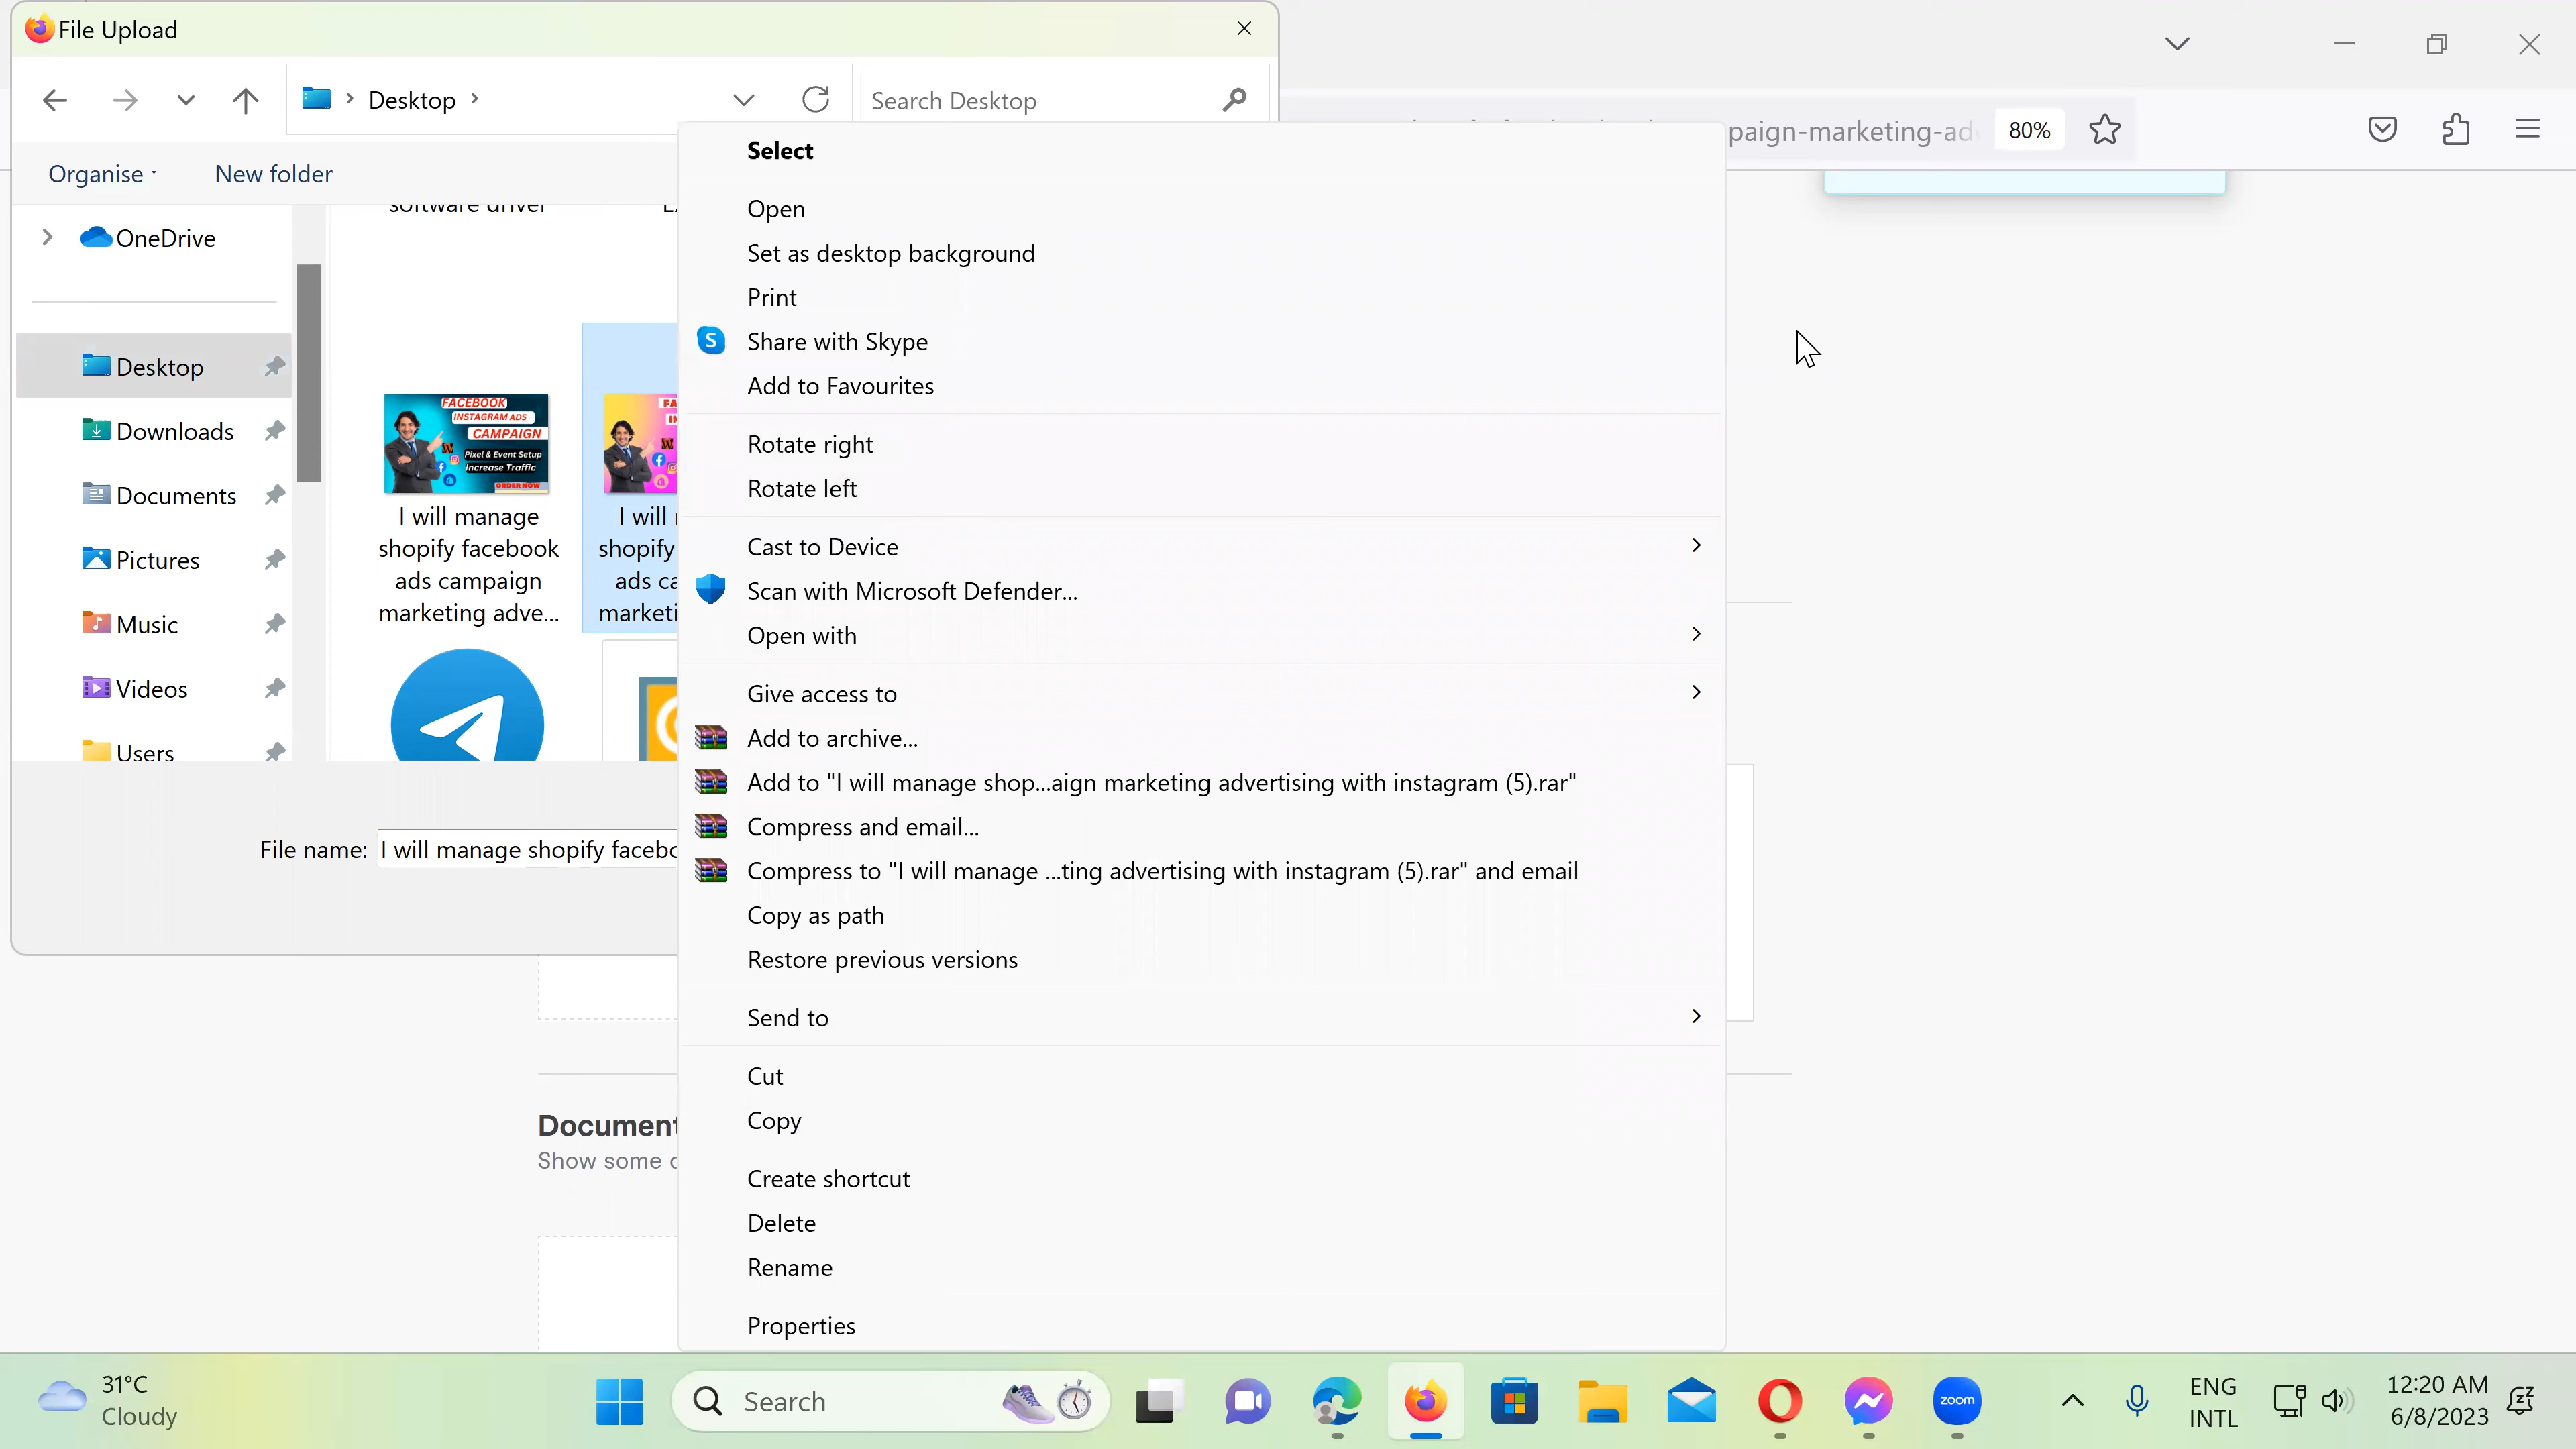 File Upload
Desktop
Search Desktop
paign-marketing-ad
80%
Organise
New folder
software driver
OneDrive
Desktop
Downloads
Documents
Pictures
Music
Videos
Users
FACEBOOK
INSTAGRAM ADS
CAMPAIGN
Pixel & Event Setup
Increase Traffic
ORDER NOW
I will manage
shopify facebook
ads campaign
marketing adve...
I will
shopify
ads ca
marketi
File name:
I will manage shopify facebo
Select
Open
Set as desktop background
Print
Share with Skype
Add to Favourites
Rotate right
Rotate left
Cast to Device
Scan with Microsoft Defender...
Open with
Give access to
Add to archive...
Add to "I will manage shop...aign marketing advertising with instagram (5).rar"
Compress and email...
Compress to "I will manage ...ting advertising with instagram (5).rar" and email
Copy as path
Restore previous versions
Send to
Cut
Copy
Create shortcut
Delete
Rename
Properties
Document
Show some
31°C
Cloudy
Search
zoom
ENG
INTL
12:20 AM
6/8/2023